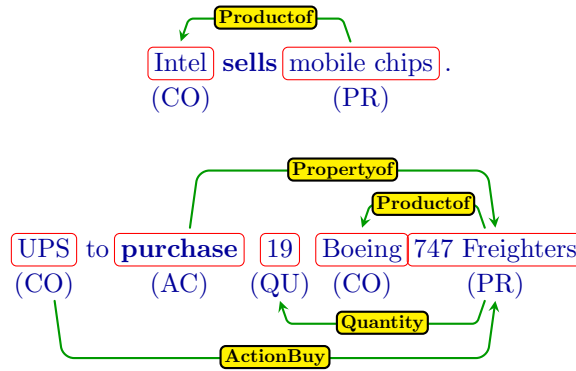 Productof
Intel sells mobile chips .
(CO) (PR)
Propertyof
Productof
UPS to purchase 19 Boeing 747 Freighters
(CO) (AC) (QU) (CO) (PR)
Quantity
ActionBuy